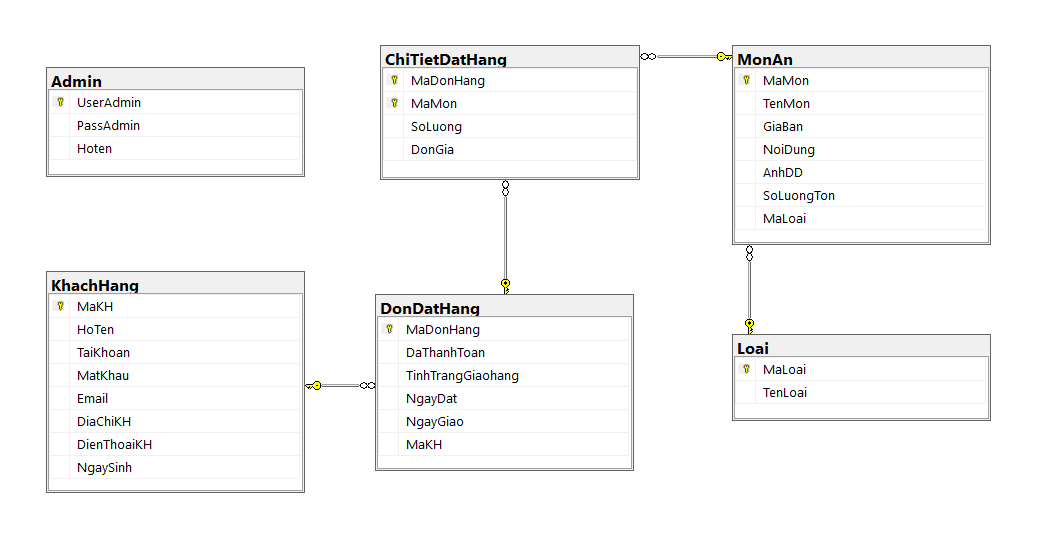 Admin
UserAdmin
PassAdmin
Hoten
ChiTietDatHang
MaDonHang
MaMon
SoLuong
DonGia
MonAn
MaMon
TenMon
GiaBan
NoiDung
AnhDD
SoLuongTon
MaLoai
KhachHang
MaKH
HoTen
TaiKhoan
MatKhau
Email
DiaChiKH
DienThoaiKH
NgaySinh
DonDatHang
MaDonHang
DaThanhToan
TinhTrangGiaohang
NgayDat
NgayGiao
MaKH
Loai
MaLoai
TenLoai